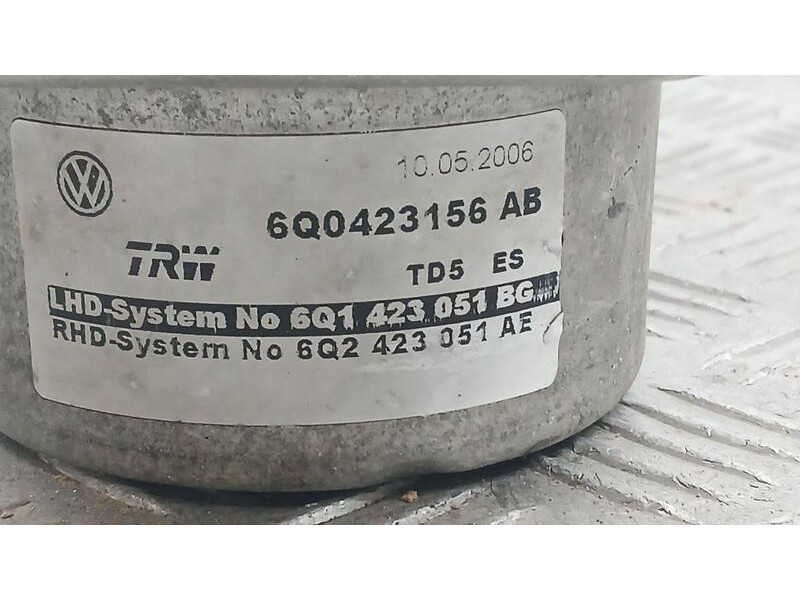 10.05.2006
6Q0423156 AB
TRW
TD5 ES
LHD-System No 6Q1 423 051 BG
RHD-System No 6Q2 423 051 AE